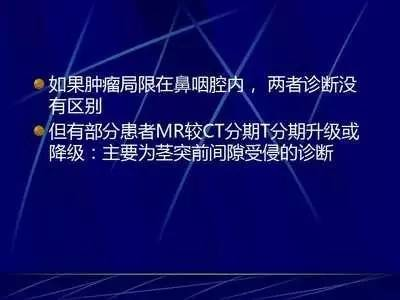 如果肿瘤局限在鼻咽腔内，两者诊断没
有区别
但有部分患者MR较CT分期T分期升级或
降级：主要为茎突前间隙受侵的诊断